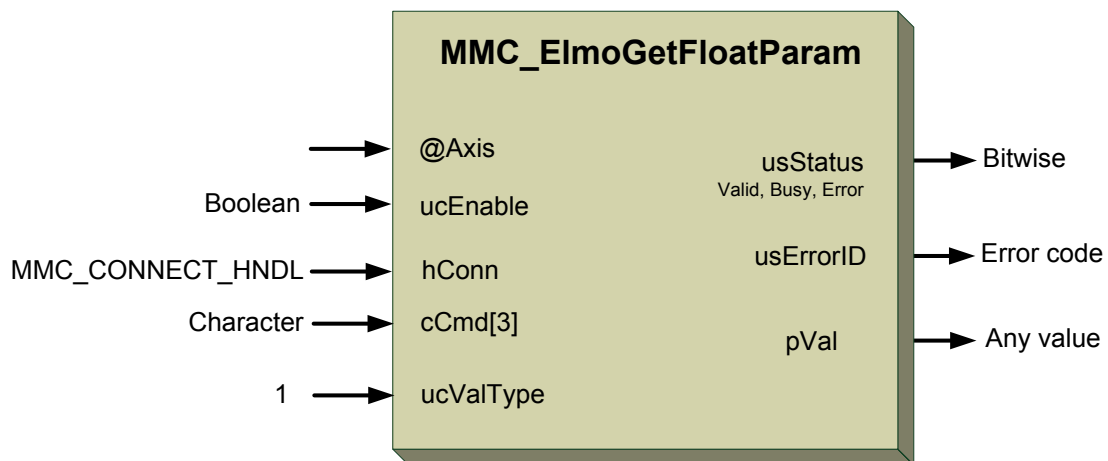 MMC_ElmoGetFloatParam
@Axis
usStatus
Bitwise
Valid, Busy, Error
Boolean
ucEnable
usErrorID
Error code
MMC_CONNECT_HNDL
hConn
Character
cCmd[3]
pVal
Any value
1
ucValType